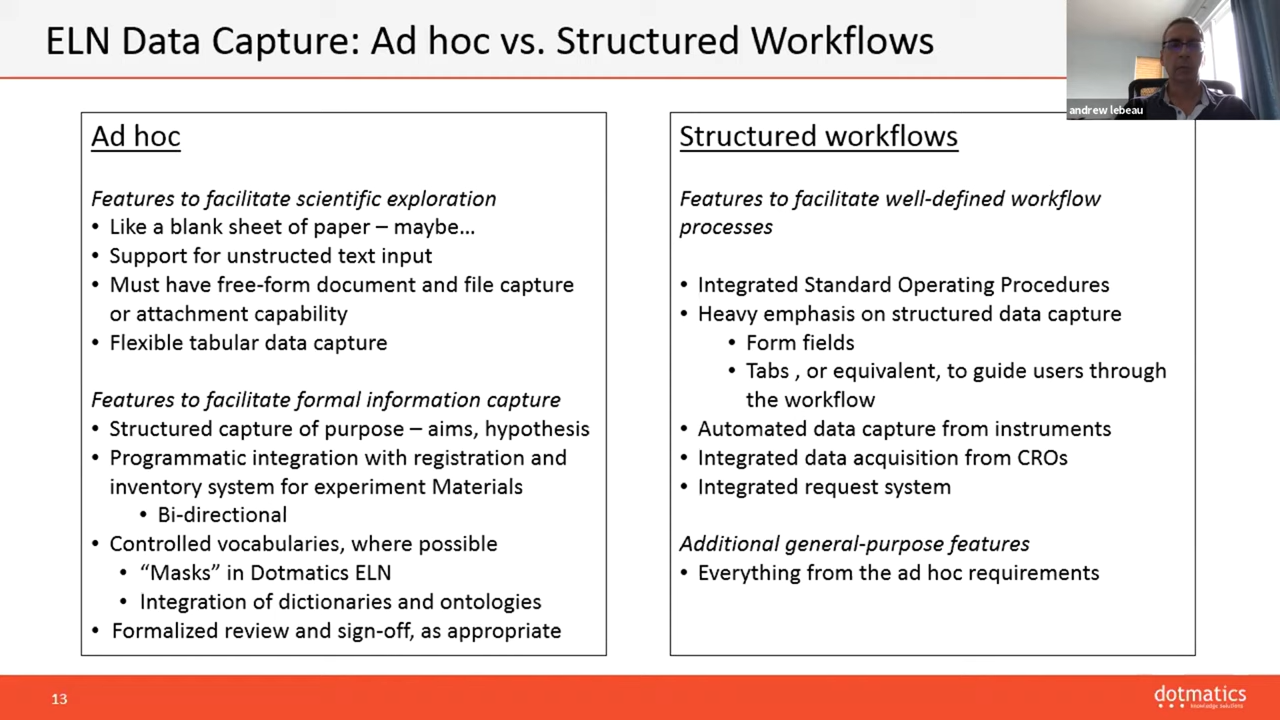 ELN Data Capture: Ad hoc vs. Structured Workflows
andrew lebeau
Ad hoc
Features to facilitate scientific exploration
• Like a blank sheet of paper – maybe...
• Support for unstructed text input
• Must have free-form document and file capture
or attachment capability
• Flexible tabular data capture
Features to facilitate formal information capture
• Structured capture of purpose – aims, hypothesis
• Programmatic integration with registration and
inventory system for experiment Materials
• Bi-directional
• Controlled vocabularies, where possible
• “Masks” in Dotmatics ELN
• Integration of dictionaries and ontologies
• Formalized review and sign-off, as appropriate
Structured workflows
Features to facilitate well-defined workflow
processes
• Integrated Standard Operating Procedures
• Heavy emphasis on structured data capture
• Form fields
• Tabs , or equivalent, to guide users through
the workflow
• Automated data capture from instruments
• Integrated data acquisition from CROs
• Integrated request system
Additional general-purpose features
• Everything from the ad hoc requirements
13
dotmatics
knowledge solutions